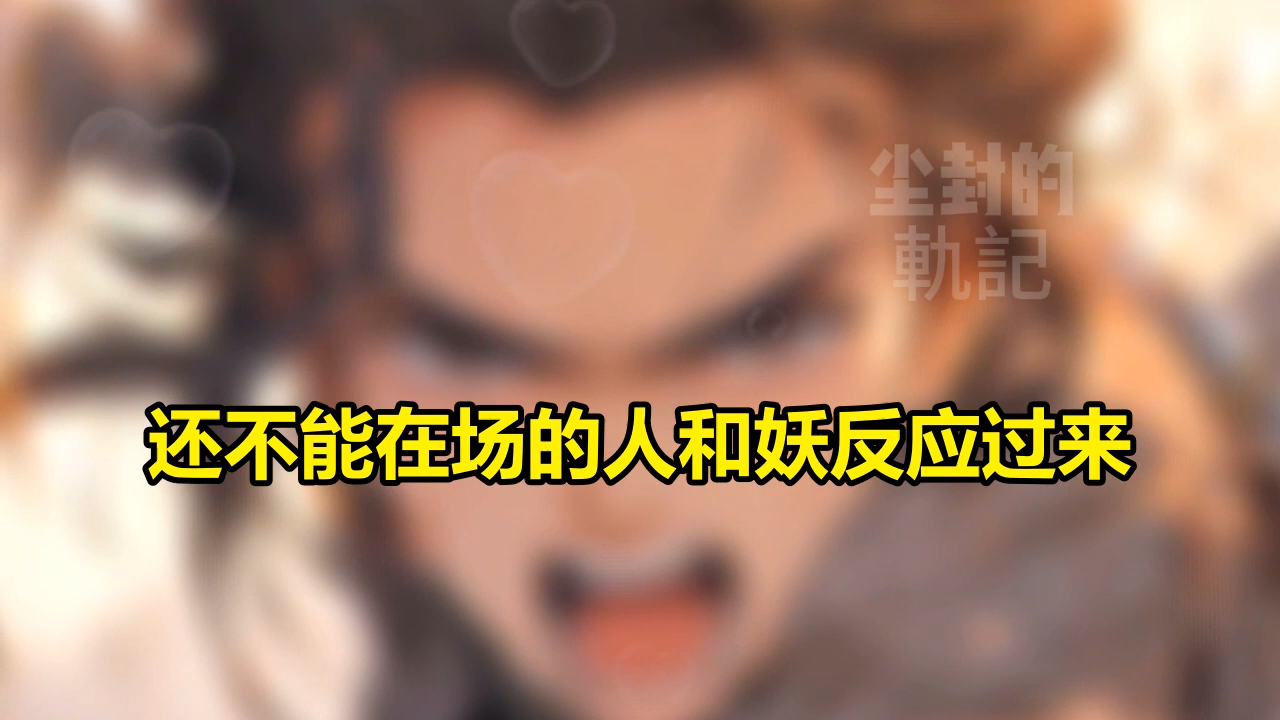 尘封的
軌記
还不能在场的人和妖反应过来